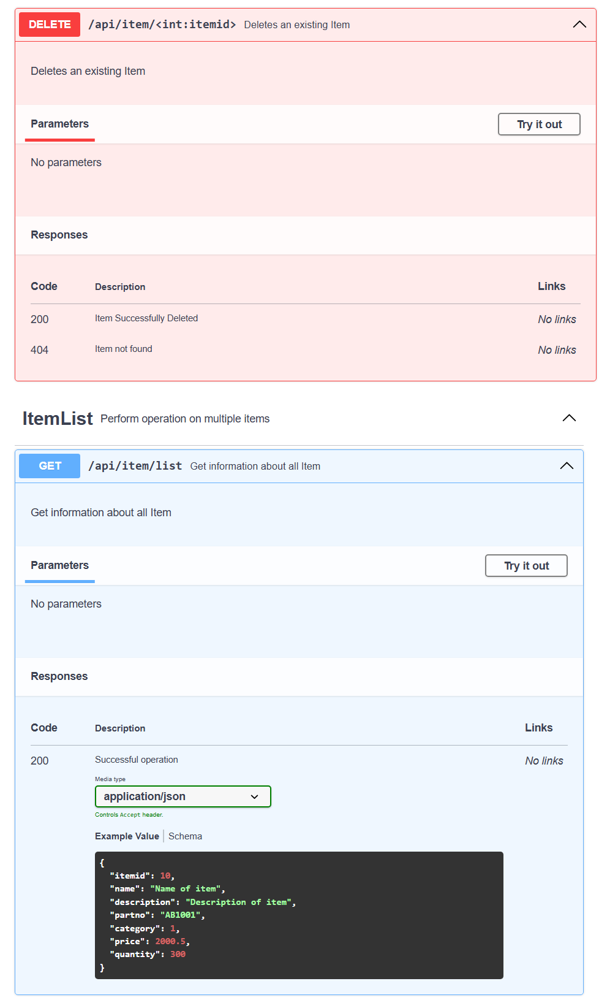 DELETE /api/item/<int:itemid> Deletes an existing Item
Deletes an existing Item
Parameters Try it out
No parameters
Responses
Code Description Links
200 Item Successfully Deleted No links
404 Item not found No links
ItemList Perform operation on multiple items
GET /api/item/list Get information about all Item
Get information about all Item
Parameters Try it out
No parameters
Responses
Code Description Links
200 Successful operation No links
Media type
application/json
Controls Accept header.
Example Value Schema
{
  "itemid": 10,
  "name": "Name of item",
  "description": "Description of item",
  "partno": "AB1001",
  "category": 1,
  "price": 2000.5,
  "quantity": 300
}